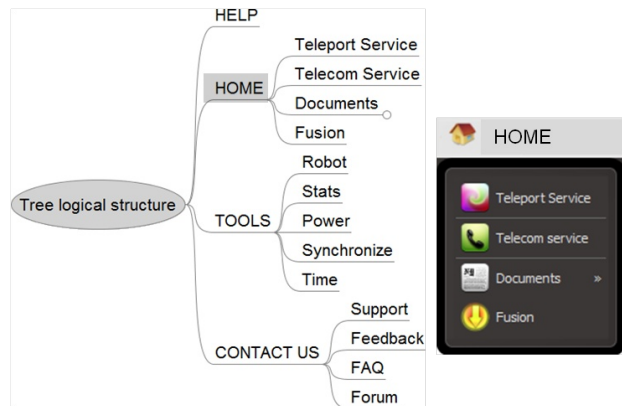 HELP
HOME
Teleport Service
Telecom Service
Documents
Fusion
Tree logical structure
TOOLS
Robot
Stats
Power
Synchronize
Time
CONTACT US
Support
Feedback
FAQ
Forum
HOME
Teleport Service
Telecom service
Documents »
Fusion